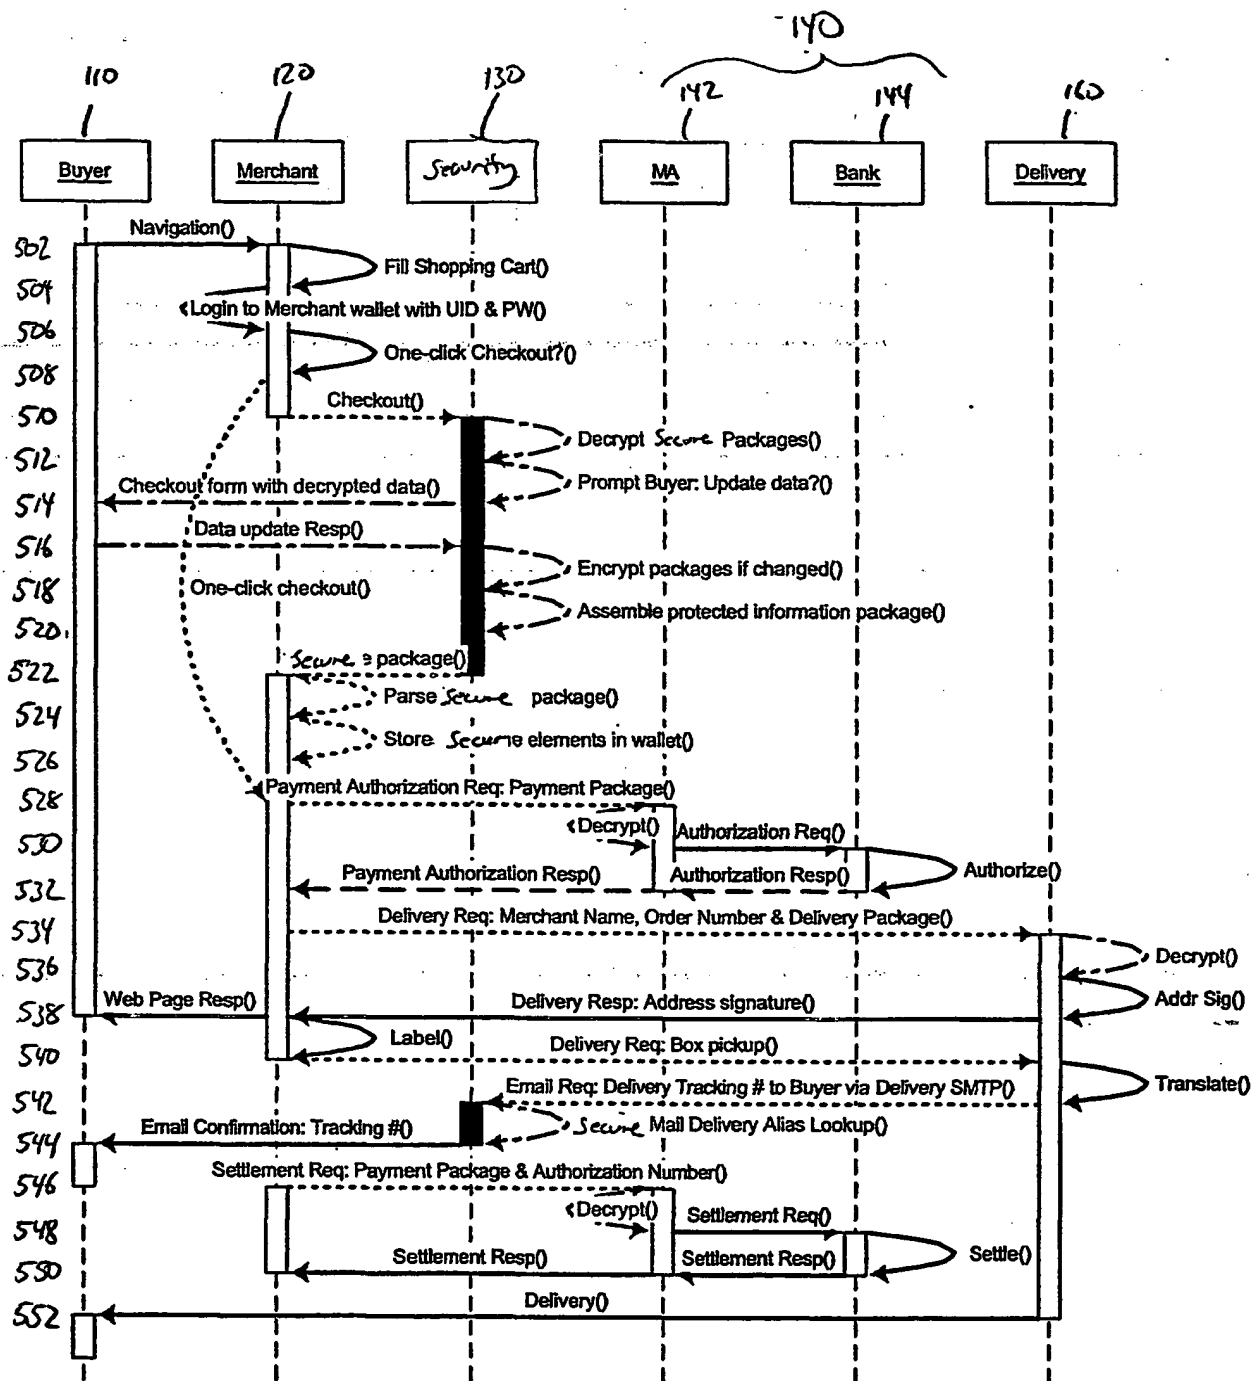 140
110 120 130 142 144 160
Buyer Merchant Security MA Bank Delivery
502 Navigation()
Fill Shopping Cart()
504
Login to Merchant wallet with UID & PW()
506
One-click Checkout?()
508
Checkout()
510
Decrypt Secure Packages()
512
Prompt Buyer: Update data?()
Checkout form with decrypted data()
514
Data update Resp()
516
Encrypt packages if changed()
518 One-click checkout()
Assemble protected information package()
520
Secure package()
522
Parse Secure package()
524
Store Secure elements in wallet()
526
Payment Authorization Req: Payment Package()
528
Decrypt() Authorization Req()
530
Payment Authorization Resp() Authorization Resp() Authorize()
532
Delivery Req: Merchant Name, Order Number & Delivery Package()
534
Decrypt()
536
Web Page Resp() Delivery Resp: Address signature() Addr Sig()
538
Label() Delivery Req: Box pickup()
540
Email Req: Delivery Tracking # to Buyer via Delivery SMTP() Translate()
542
Email Confirmation: Tracking #() Secure Mail Delivery Alias Lookup()
544
Settlement Req: Payment Package & Authorization Number()
546
Decrypt() Settlement Req()
548
Settlement Resp() Settlement Resp() Settle()
550
Delivery()
552